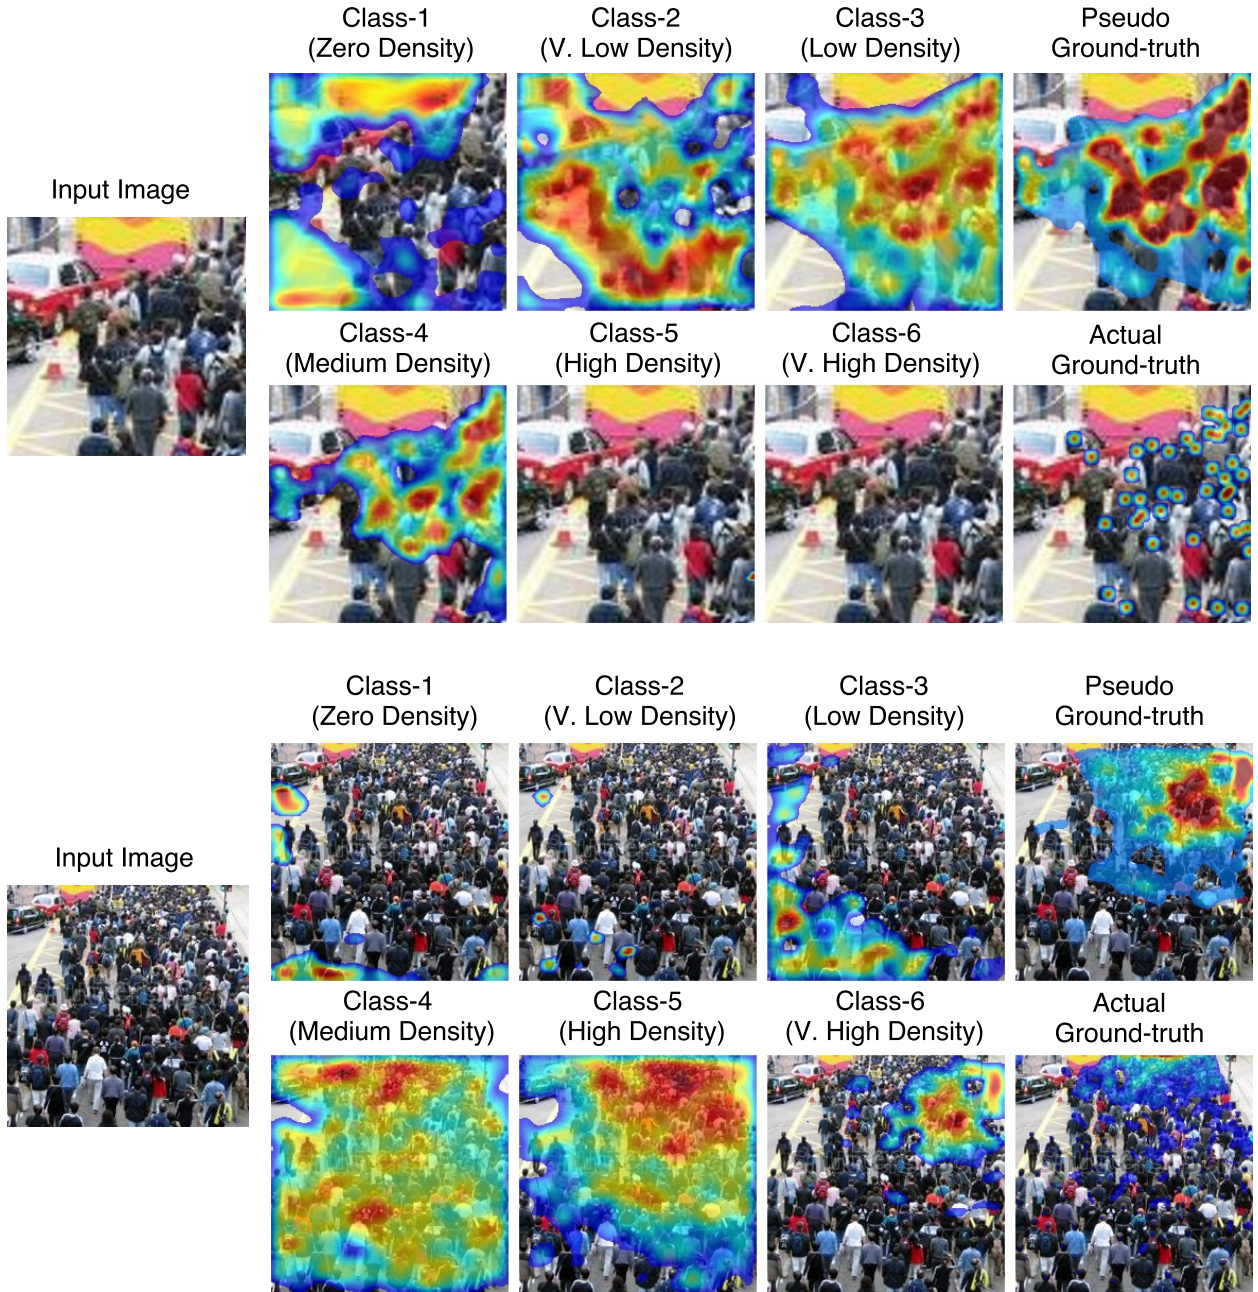 Class-1
(Zero Density)
Class-2
(V. Low Density)
Class-3
(Low Density)
Pseudo
Ground-truth
Input Image
Class-4
(Medium Density)
Class-5
(High Density)
Class-6
(V. High Density)
Actual
Ground-truth
Class-1
(Zero Density)
Class-2
(V. Low Density)
Class-3
(Low Density)
Pseudo
Ground-truth
Input Image
Class-4
(Medium Density)
Class-5
(High Density)
Class-6
(V. High Density)
Actual
Ground-truth